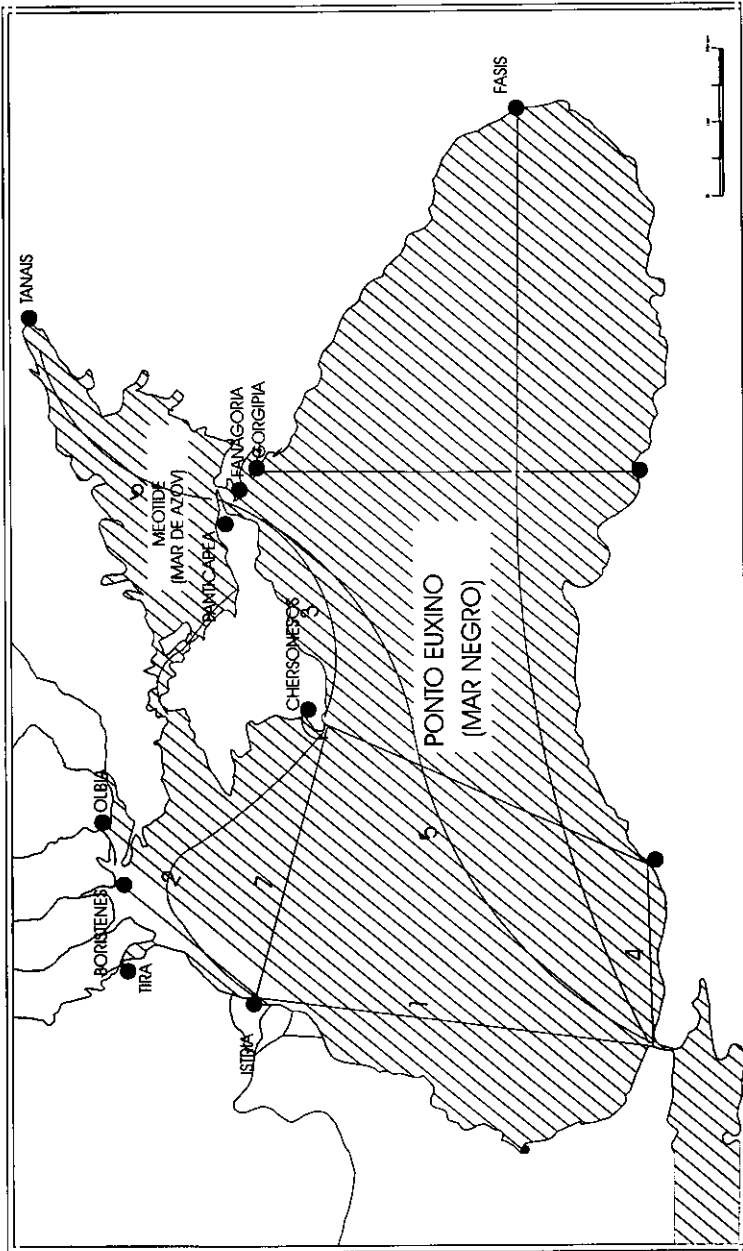 TANAIS
FASIS
6
MEOTIDE
(MAR DE AZOV)
FANAGORIA
GORGIPIA
PANTICAPEA
3
CHERSONESOS
OLBIA
BORISTENES
TIRA
2
7
ISTRIA
PONTO EUXINO
(MAR NEGRO)
5
1
4